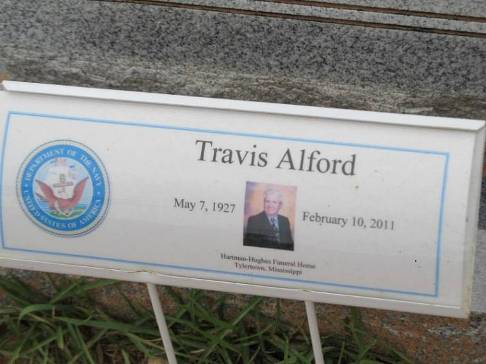 DEPARTMENT OF THE NAVY
UNITED STATES OF AMERICA
Travis Alford
May 7, 1927
February 10, 2011
Hartman-Hughes Funeral Home
Tylertown, Mississippi